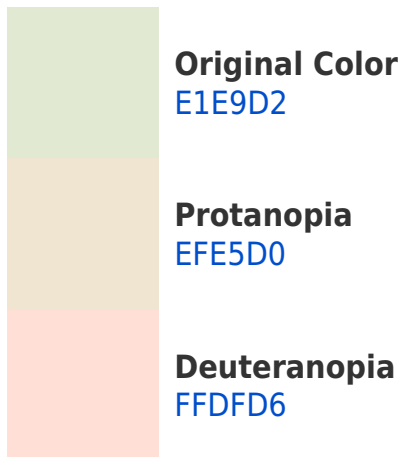 Original Color
E1E9D2
Protanopia
EFE5D0
Deuteranopia
FFDFD6